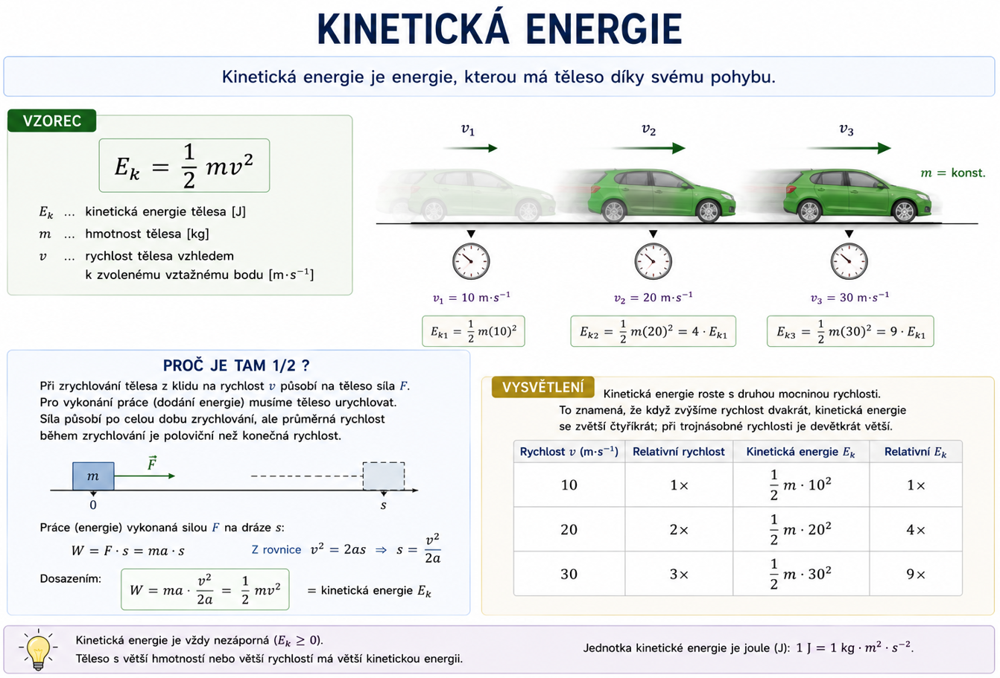 KINETICKÁ ENERGIE
Kinetická energie je energie, kterou má těleso díky svému pohybu.
VZOREC
E_k = 1/2 mv²
E_k ... kinetická energie tělesa [J]
m ... hmotnost tělesa [kg]
v ... rychlost tělesa vzhledem
k zvolenému vztažnému bodu [m·s⁻¹]
v₁ v₂ v₃
m = konst.
v₁ = 10 m·s⁻¹ v₂ = 20 m·s⁻¹ v₃ = 30 m·s⁻¹
E_k1 = 1/2 m(10)² E_k2 = 1/2 m(20)² = 4 · E_k1 E_k3 = 1/2 m(30)² = 9 · E_k1
PROČ JE TAM 1/2 ?
Při zrychlování tělesa z klidu na rychlost v působí na těleso síla F.
Pro vykonání práce (dodání energie) musíme těleso urychlovat.
Síla působí po celou dobu zrychlování, ale průměrná rychlost
během zrychlování je poloviční než konečná rychlost.
m F⃗
0 s
Práce (energie) vykonaná silou F na dráze s:
W = F · s = ma · s Z rovnice v² = 2as ⇒ s = v²/2a
Dosazením: W = ma · v²/2a = 1/2 mv² = kinetická energie E_k
VYSVĚTLENÍ
Kinetická energie roste s druhou mocninou rychlosti.
To znamená, že když zvýšíme rychlost dvakrát, kinetická energie
se zvětší čtyřikrát; při trojnásobné rychlosti je devětkrát větší.
Rychlost v (m·s⁻¹) Relativní rychlost Kinetická energie E_k Relativní E_k
10 1× 1/2 m · 10² 1×
20 2× 1/2 m · 20² 4×
30 3× 1/2 m · 30² 9×
Kinetická energie je vždy nezáporná (E_k ≥ 0).
Těleso s větší hmotností nebo větší rychlostí má větší kinetickou energii.
Jednotka kinetické energie je joule (J): 1 J = 1 kg · m² · s⁻².